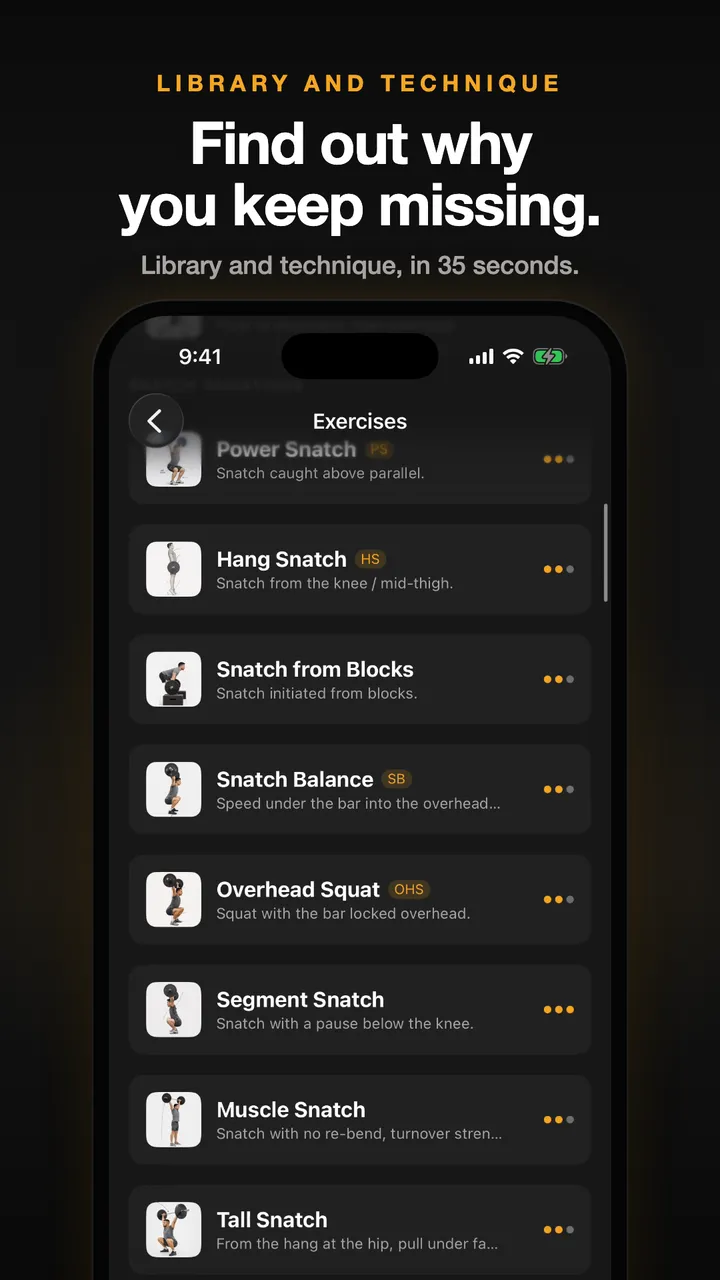 LIBRARY AND TECHNIQUE
Find out why
you keep missing.
Library and technique, in 35 seconds.
9:41
Exercises
Power Snatch PS
Snatch caught above parallel.
Hang Snatch HS
Snatch from the knee / mid-thigh.
Snatch from Blocks
Snatch initiated from blocks.
Snatch Balance SB
Speed under the bar into the overhead...
Overhead Squat OHS
Squat with the bar locked overhead.
Segment Snatch
Snatch with a pause below the knee.
Muscle Snatch
Snatch with no re-bend, turnover stren...
Tall Snatch
From the hang at the hip, pull under fa...